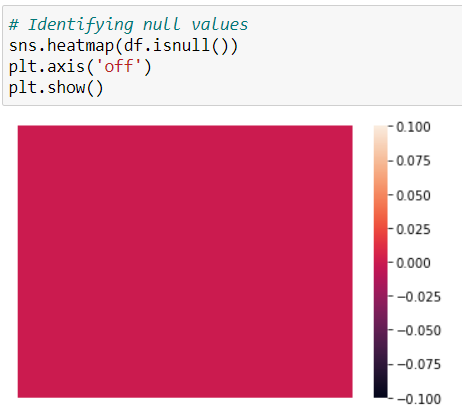 # Identifying null values
sns.heatmap(df.isnull())
plt.axis('off')
plt.show()
0.100
0.075
0.050
0.025
0.000
−0.025
−0.050
−0.075
−0.100